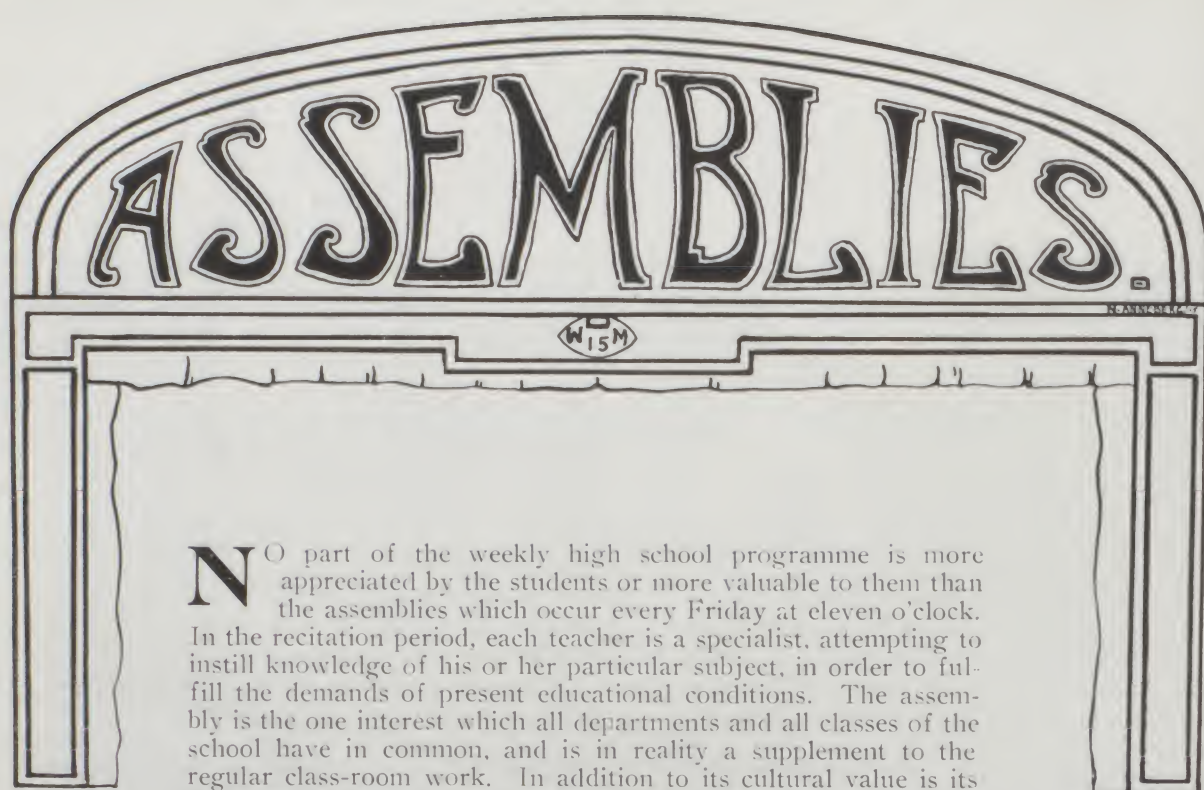 ASSEMBLIES.
W 15 M
NO part of the weekly high school programme is more
appreciated by the students or more valuable to them than
the assemblies which occur every Friday at eleven o'clock.
In the recitation period, each teacher is a specialist, attempting to
instill knowledge of his or her particular subject, in order to ful-
fill the demands of present educational conditions. The assem-
bly is the one interest which all departments and all classes of the
school have in common, and is in reality a supplement to the
regular class-room work. In addition to its cultural value is its